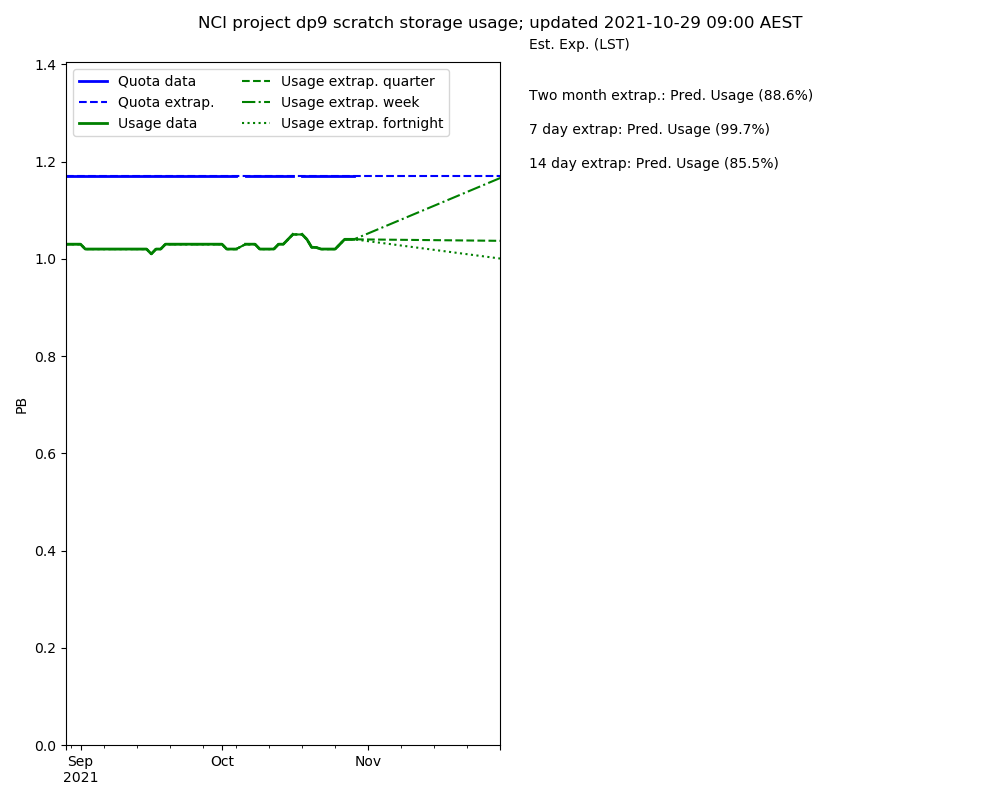 NCI project dp9 scratch storage usage; updated 2021-10-29 09:00 AEST
Est. Exp. (LST)
Two month extrap.: Pred. Usage (88.6%)
7 day extrap: Pred. Usage (99.7%)
14 day extrap: Pred. Usage (85.5%)
Quota data
Quota extrap.
Usage data
Usage extrap. quarter
Usage extrap. week
Usage extrap. fortnight
PB
1.4
1.2
1.0
0.8
0.6
0.4
0.2
0.0
Sep
2021
Oct
Nov